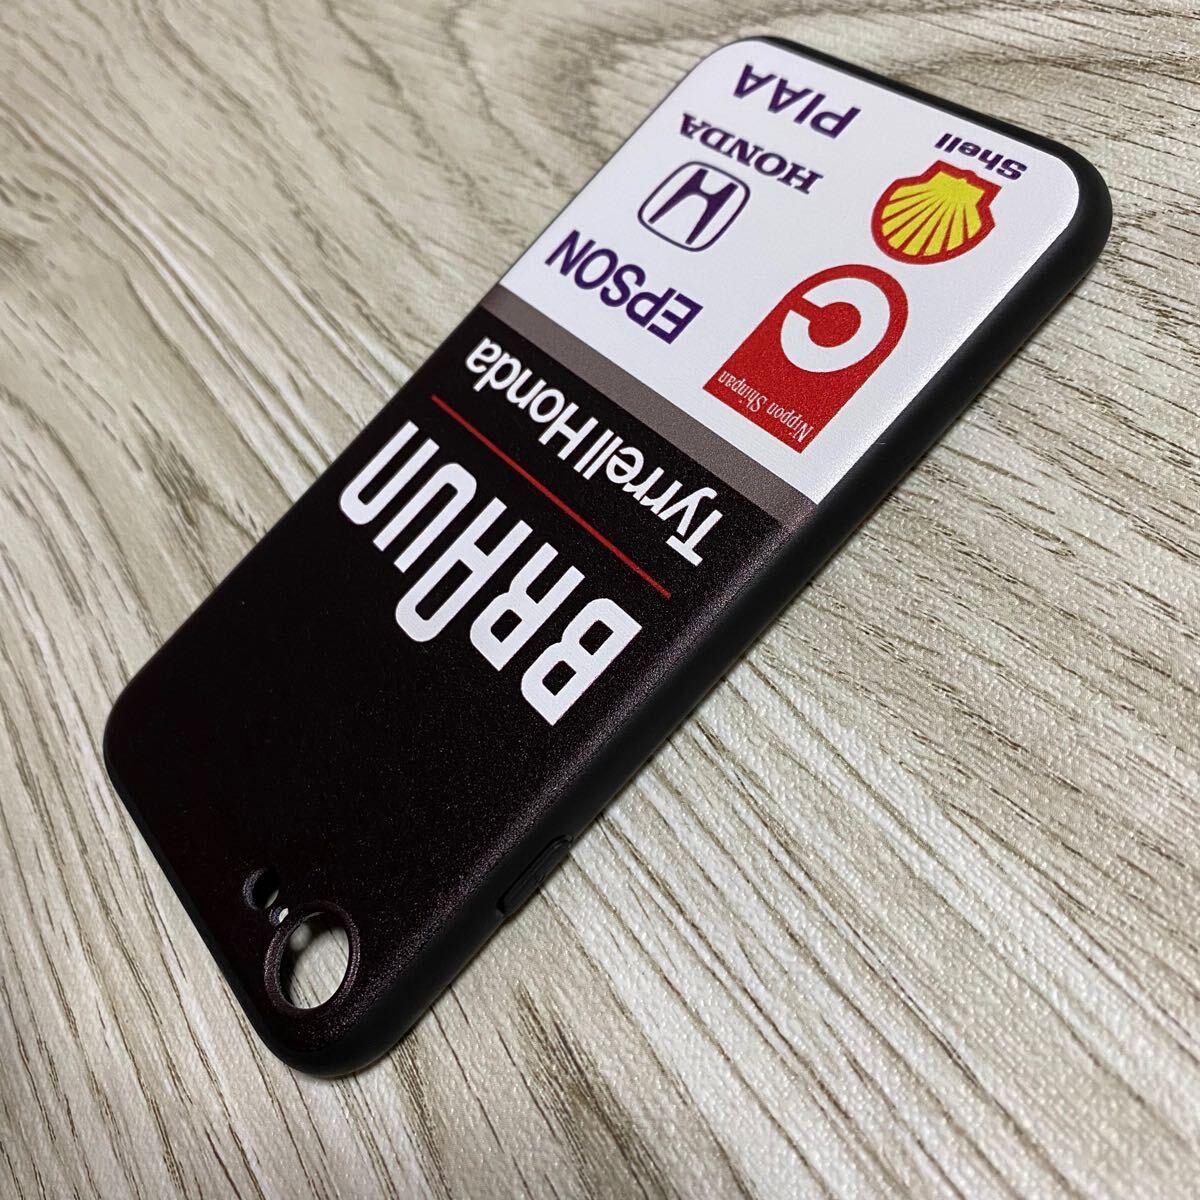 BRAUN
TyrrellHonda
EPSON
Nippon Shinpan
HONDA
Shell
PIAA